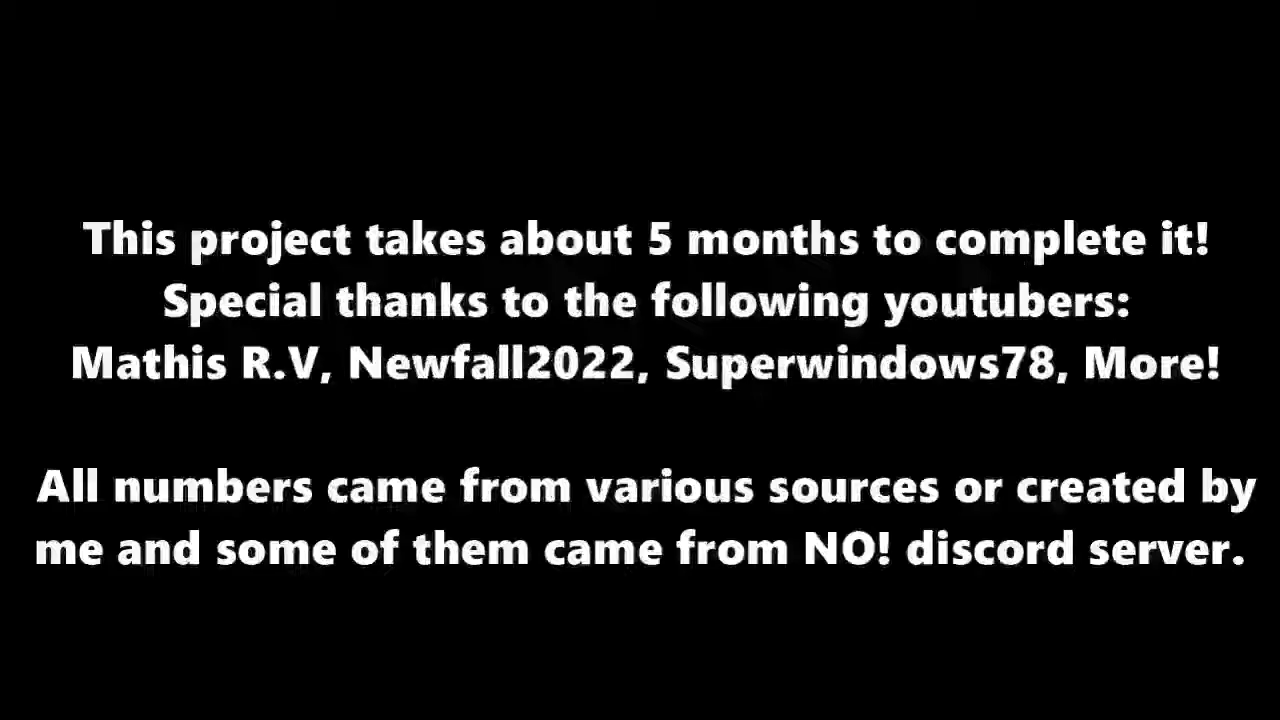 This project takes about 5 months to complete it!
Special thanks to the following youtubers:
Mathis R.V, Newfall2022, Superwindows78, More!
All numbers came from various sources or created by
me and some of them came from NO! discord server.